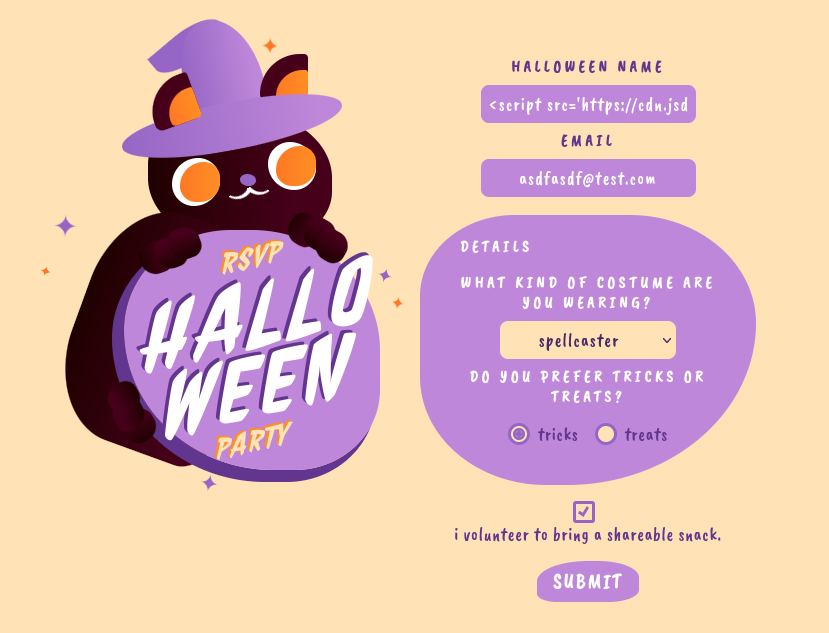 RSVP
HALLO
WEEN
PARTY
HALLOWEEN NAME
<script src='https://cdn.jsd
EMAIL
asdfasdf@test.com
DETAILS
WHAT KIND OF COSTUME ARE
YOU WEARING?
spellcaster
DO YOU PREFER TRICKS OR
TREATS?
tricks treats
i volunteer to bring a shareable snack.
SUBMIT